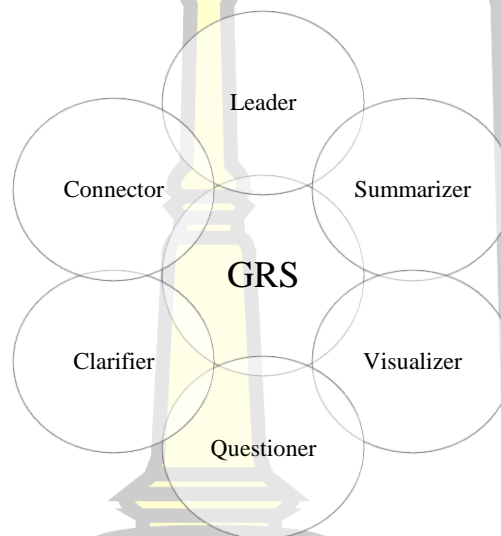 Leader
Connector
Summarizer
GRS
Clarifier
Visualizer
Questioner